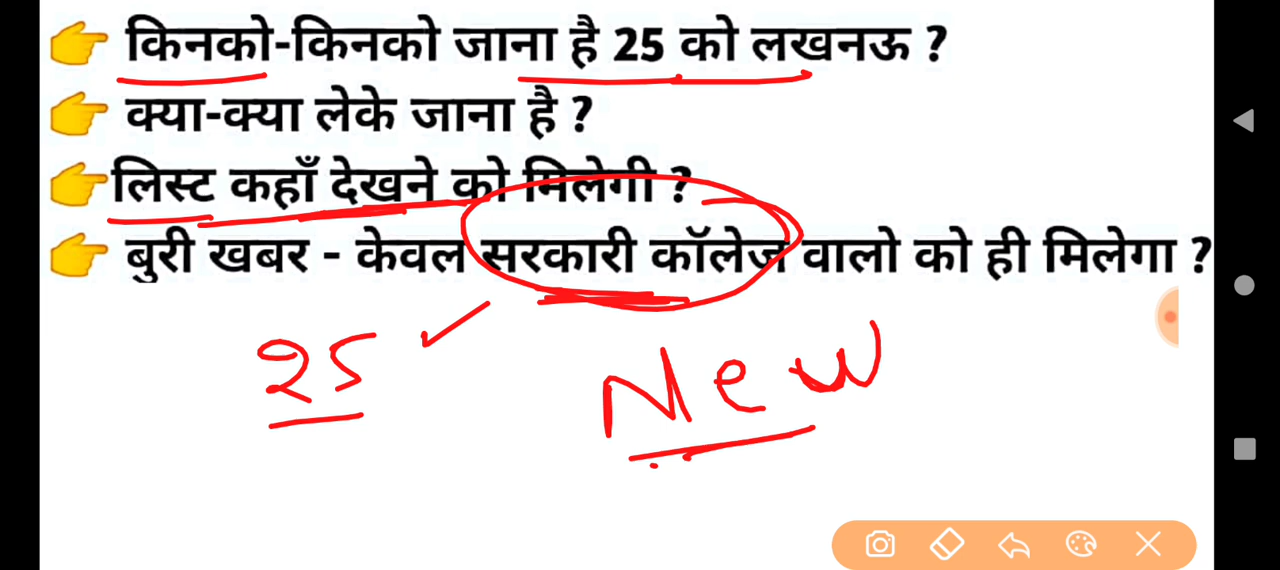 👉 किनको-किनको जाना है 25 को लखनऊ ?
👉 क्या-क्या लेके जाना है ?
👉 लिस्ट कहाँ देखने को मिलेगी ?
👉 बुरी खबर - केवल सरकारी कॉलेज वालो को ही मिलेगा ?
25 New